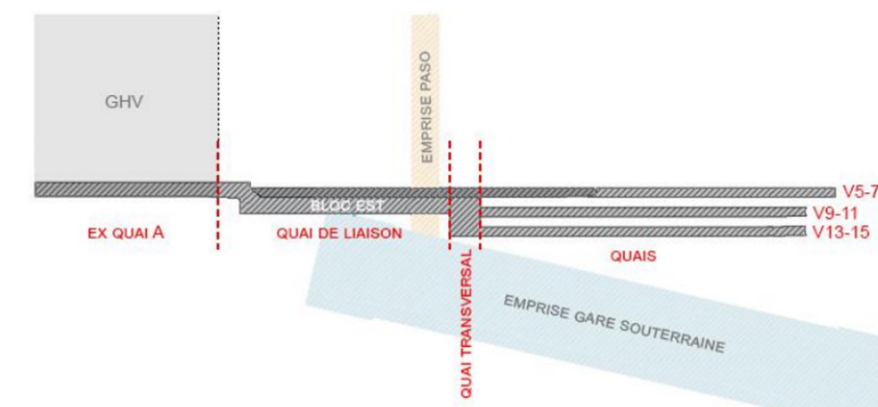 GHV
EMPRISE PASO
V5-7
BLOC EST
V9-11
EX QUAI A
QUAI DE LIAISON
V13-15
QUAIS
QUAI TRANSVERSAL
EMPRISE GARE SOUTERRAINE